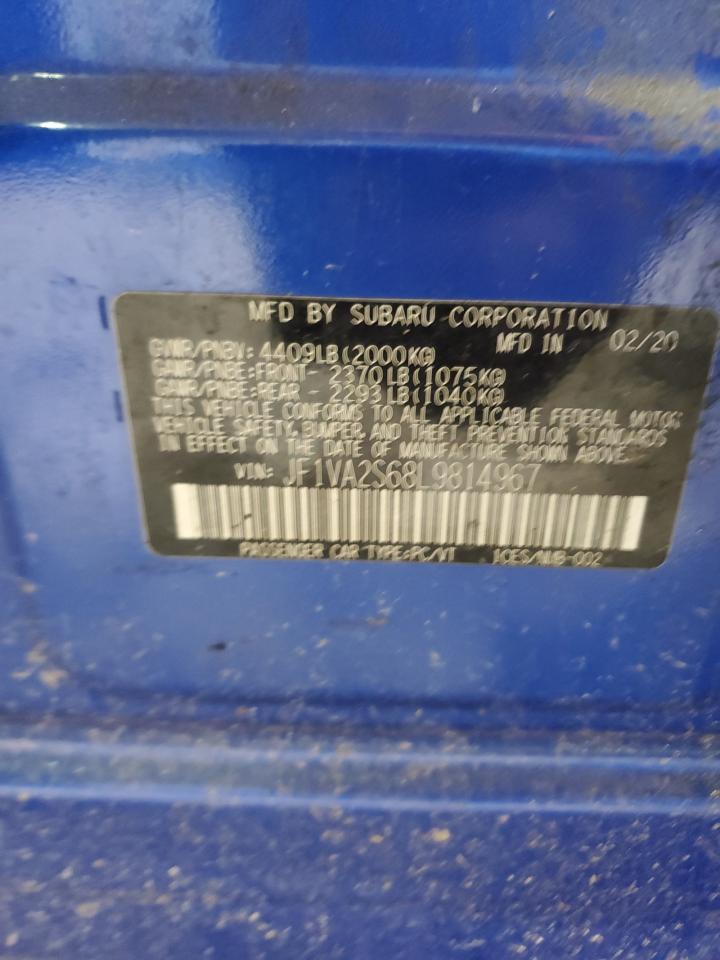 MFD BY SUBARU CORPORATION
GVWR/PNBV: 4409LB(2000KG) MFD IN 02/20
GAWR/PNBE:FRONT- 2370LB(1075KG)
GAWR/PNBE:REAR - 2293LB(1040KG)
THIS VEHICLE CONFORMS TO ALL APPLICABLE FEDERAL MOTOR
VEHICLE SAFETY, BUMPER, AND THEFT PREVENTION STANDARDS
IN EFFECT ON THE DATE OF MANUFACTURE SHOWN ABOVE.
VIN: JF1VA2S68L9814967
PASSENGER CAR TYPE:PC/VT